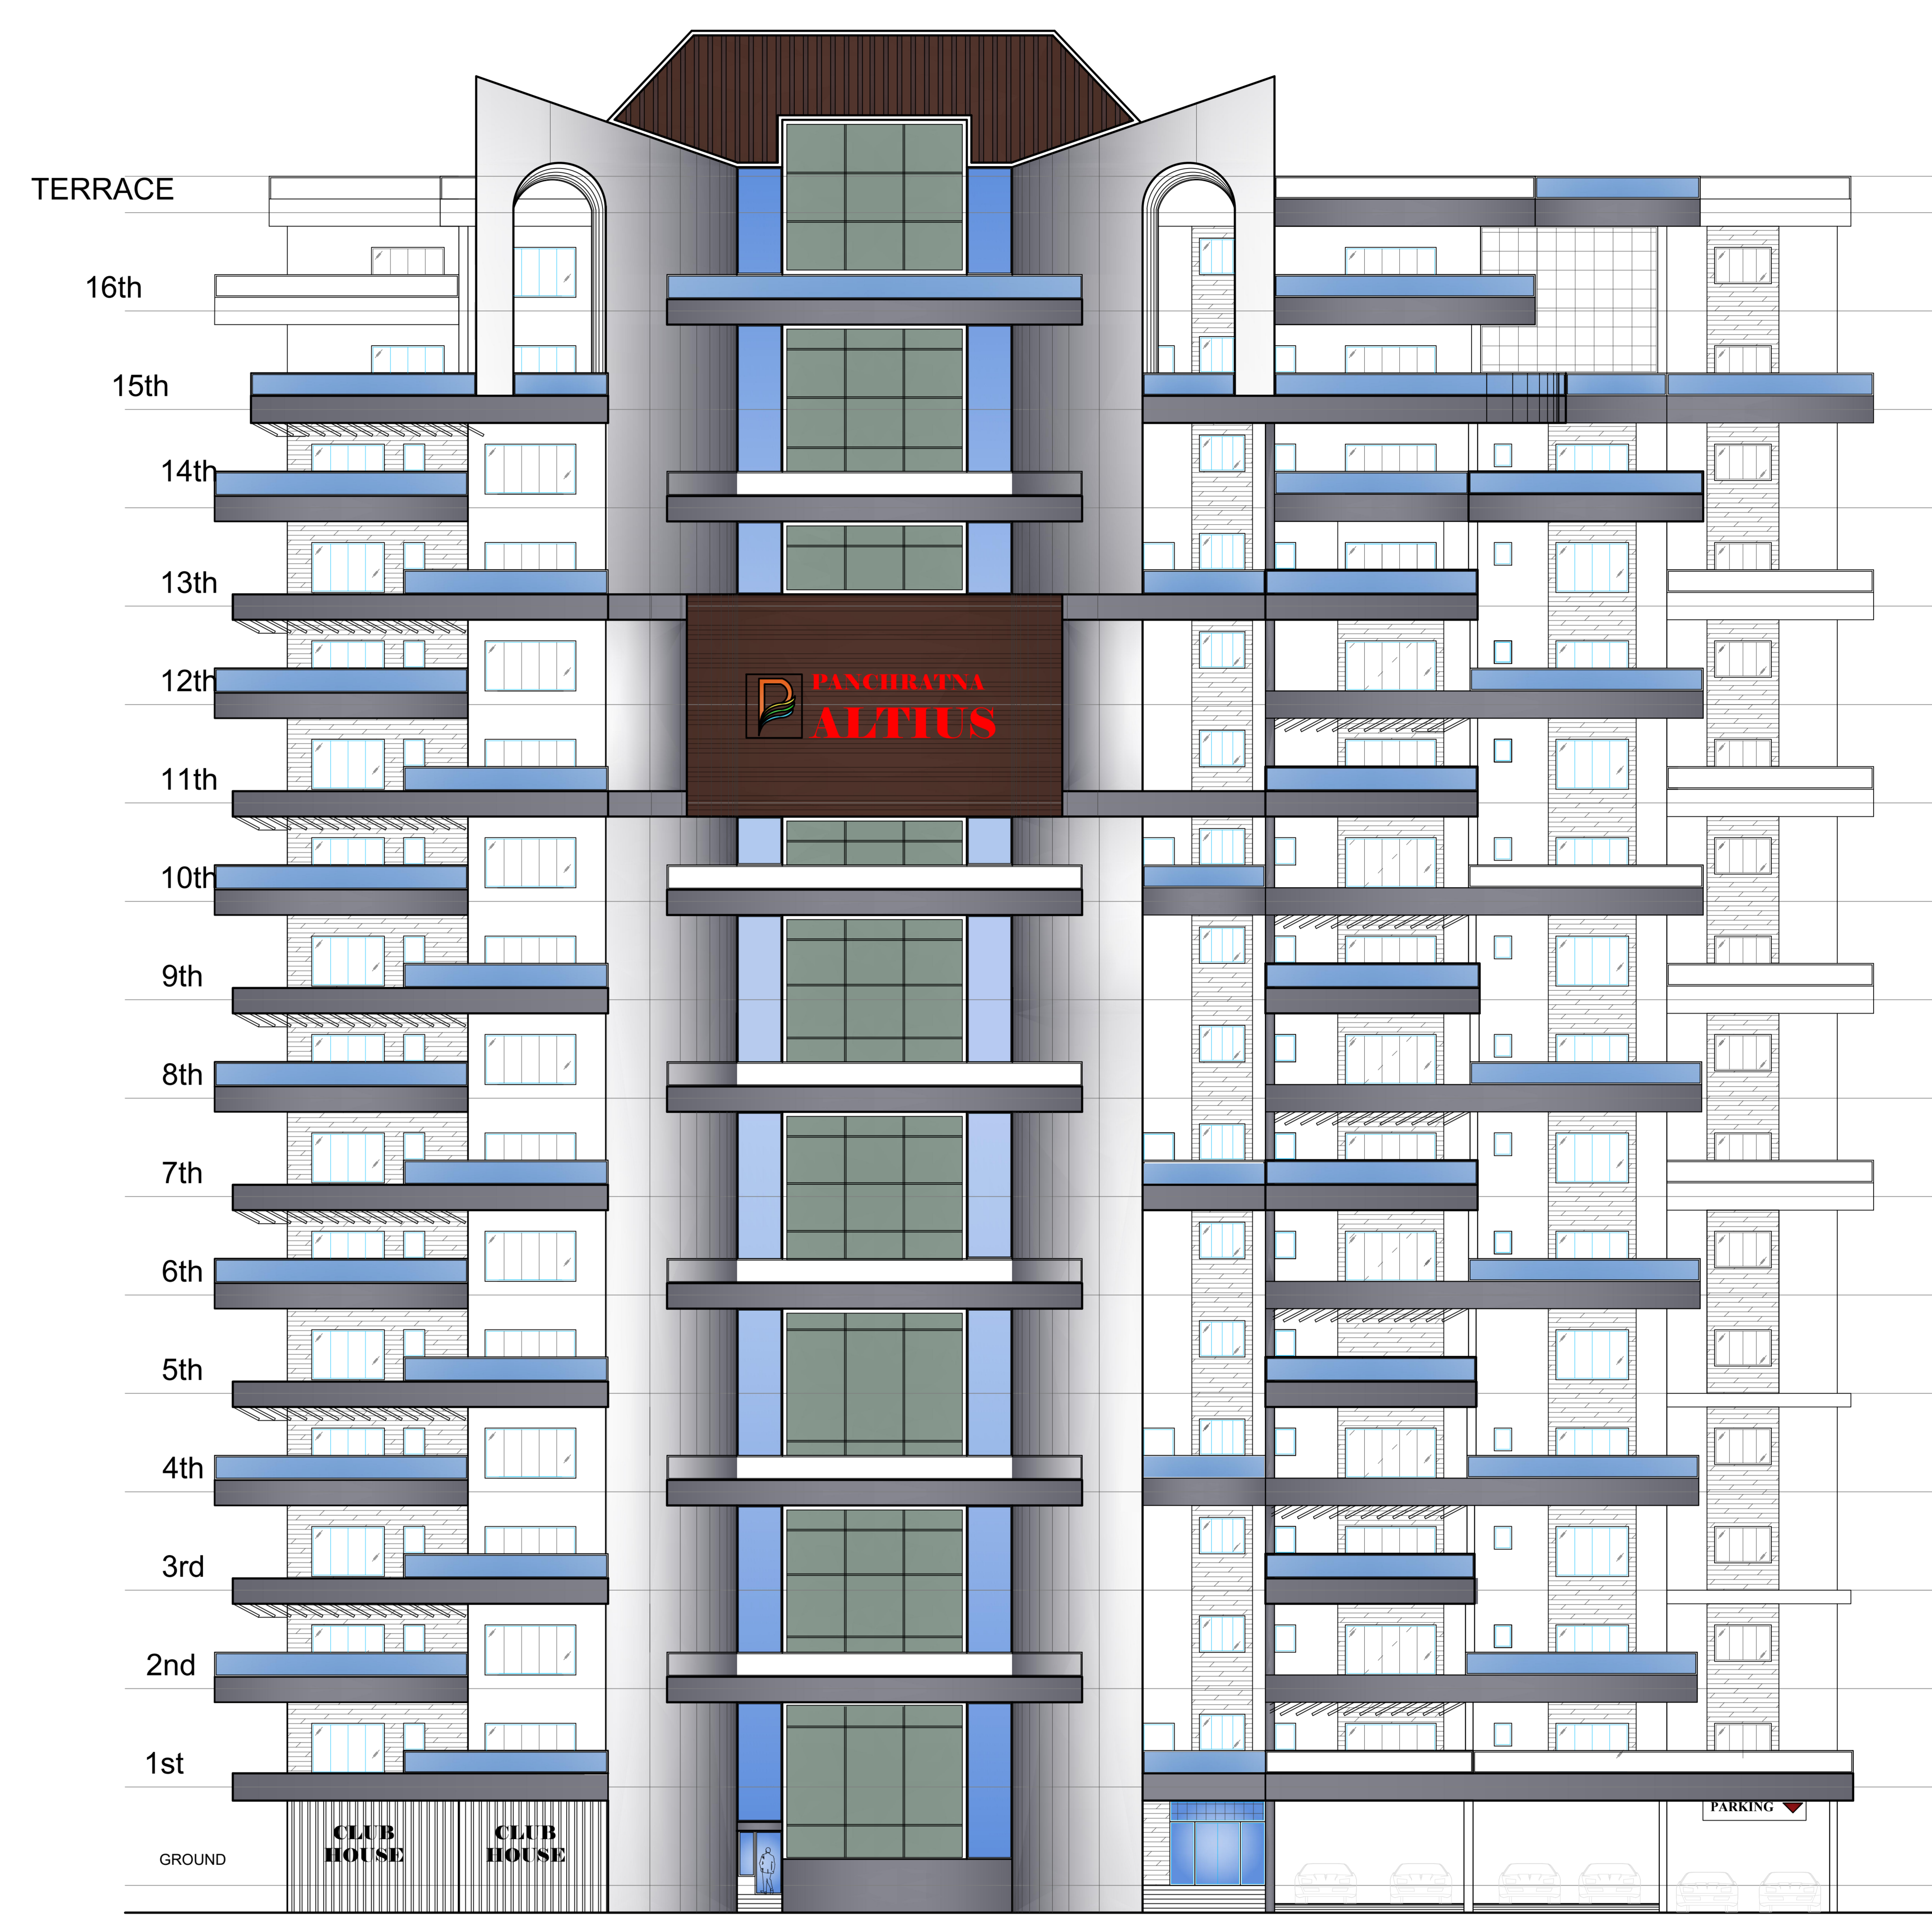 TERRACE
16th
15th
14th
13th
12th
PANCHRATNA
ALTIUS
11th
10th
9th
8th
7th
6th
5th
4th
3rd
2nd
1st
PARKING
CLUB
HOUSE
CLUB
HOUSE
GROUND